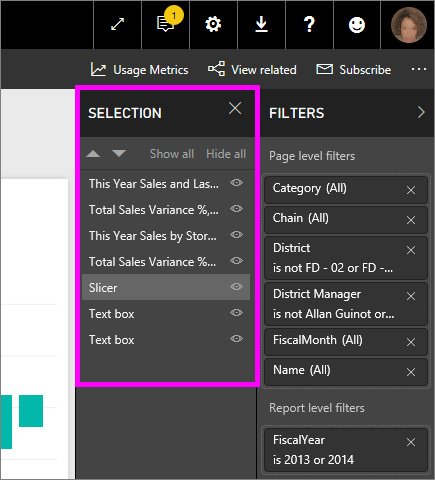 1
?
Usage Metrics View related Subscribe ...
SELECTION
Show all Hide all
This Year Sales and Las...
Total Sales Variance %,...
This Year Sales by Stor...
Total Sales Variance %...
Slicer
Text box
Text box
FILTERS
Page level filters
Category (All)
Chain (All)
District
is not FD - 02 or FD -...
District Manager
is not Allan Guinot or...
FiscalMonth (All)
Name (All)
Report level filters
FiscalYear
is 2013 or 2014